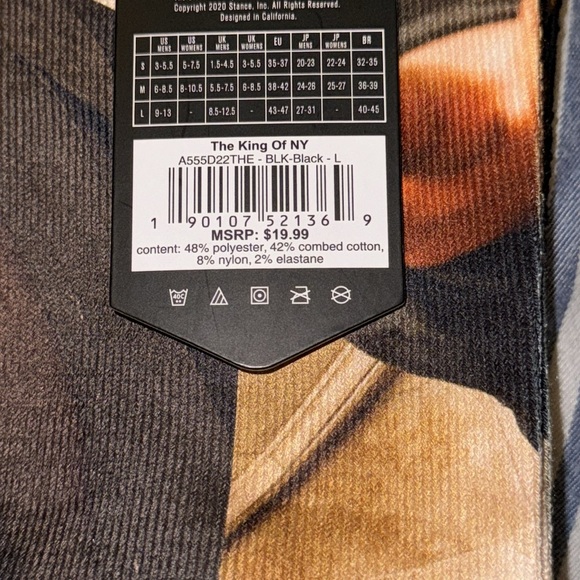 Copyright 2020 Stance, Inc. All Rights Reserved.
Designed in California.
US MENS US WOMENS UK MENS UK WOMENS EU JP MENS JP WOMENS BR
S 3-5.5 5-7.5 1.5-4.5 3-5.5 35-37 20-23 22-24 32-35
M 6-8.5 8-10.5 5.5-7.5 6-8.5 38-42 24-26 25-27 36-39
L 9-13 - 8.5-12.5 - 43-47 27-31 - 40-45
The King Of NY
A555D22THE - BLK-Black - L
1 90107 52136 9
MSRP: $19.99
content: 48% polyester, 42% combed cotton,
8% nylon, 2% elastane
40C